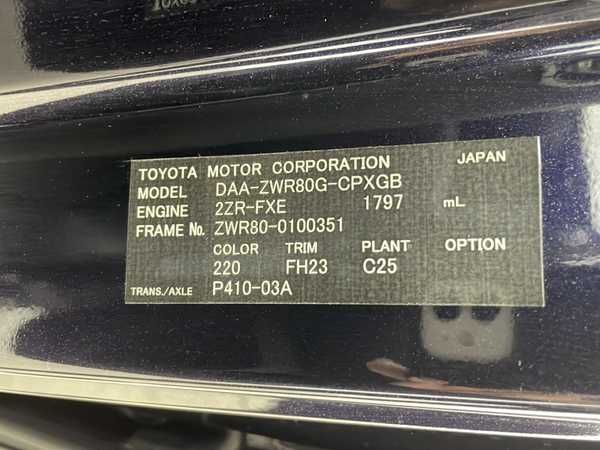 TOYOTA MOTOR CORPORATION JAPAN
MODEL DAA-ZWR80G-CPXGB
ENGINE 2ZR-FXE 1797 mL
FRAME No. ZWR80-0100351
COLOR TRIM PLANT OPTION
220 FH23 C25
TRANS./AXLE P410-03A